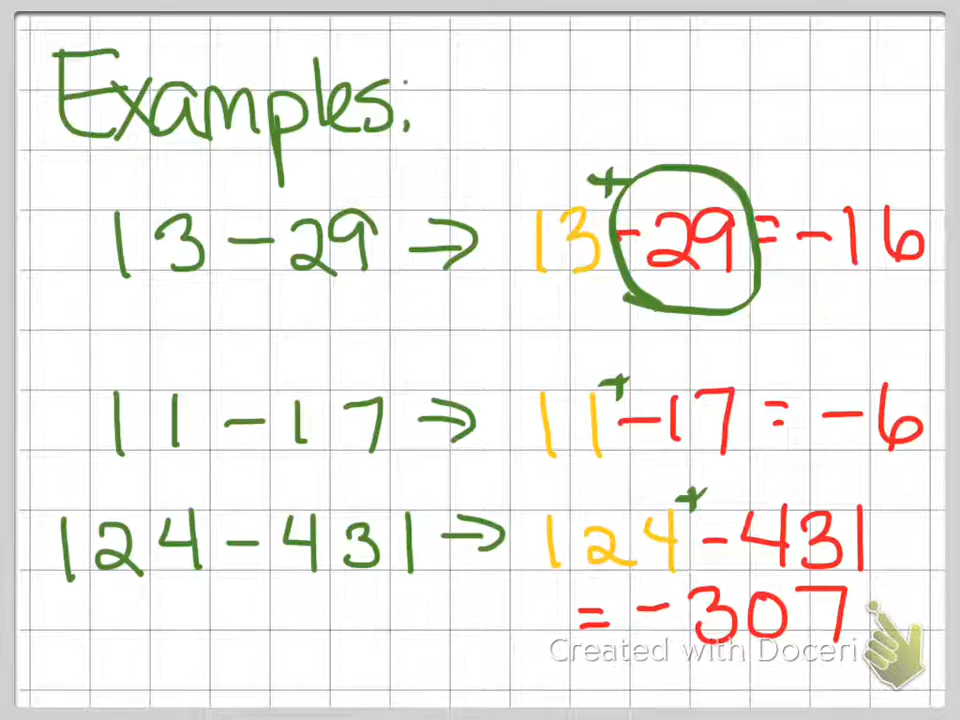 Examples:
13 - 29 → 13 + -29 = -16
11 - 17 → 11 + -17 = -6
124 - 431 → 124 + -431
= -307
Created with Doceri